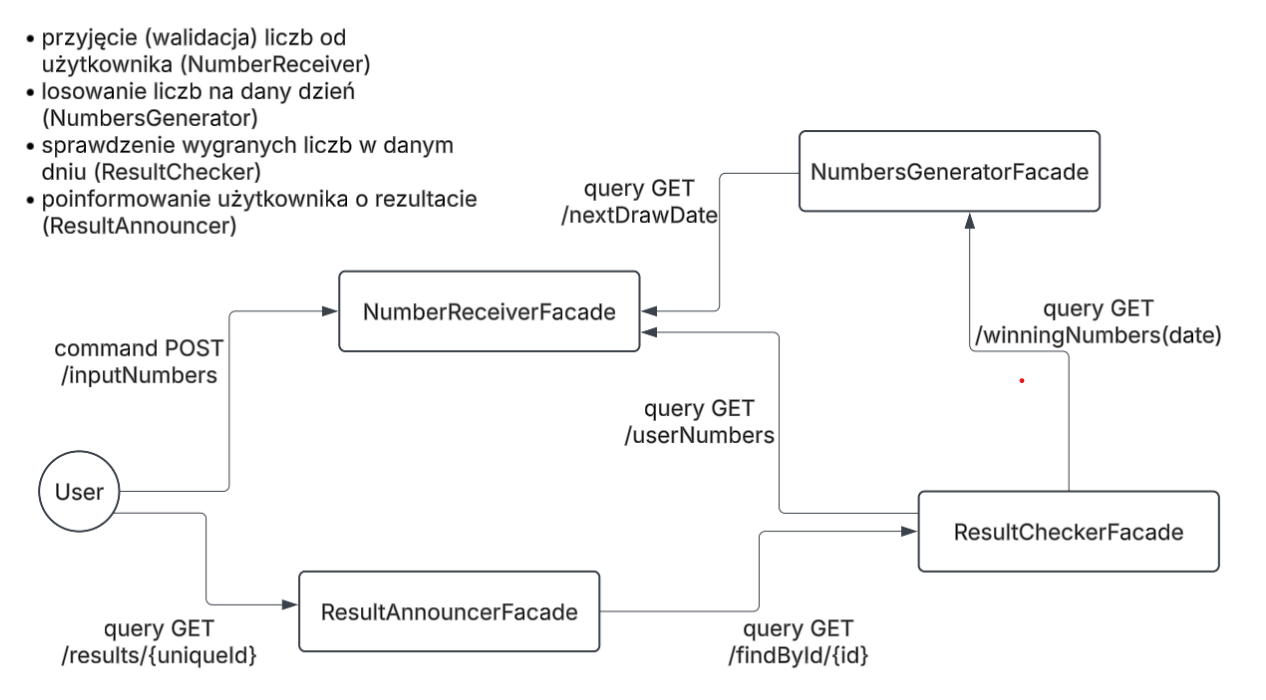 • przyjęcie (walidacja) liczb od
użytkownika (NumberReceiver)
• losowanie liczb na dany dzień
(NumbersGenerator)
• sprawdzenie wygranych liczb w danym
dniu (ResultChecker)
• poinformowanie użytkownika o rezultacie
(ResultAnnouncer)
NumbersGeneratorFacade
query GET
/nextDrawDate
NumberReceiverFacade
query GET
/winningNumbers(date)
command POST
/inputNumbers
query GET
/userNumbers
User
ResultCheckerFacade
ResultAnnouncerFacade
query GET
/results/{uniqueId}
query GET
/findById/{id}